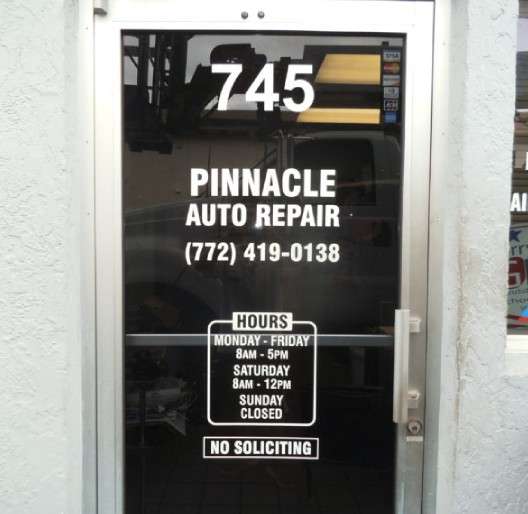 745
VISA
PINNACLE
AUTO REPAIR
(772) 419-0138
HOURS
MONDAY - FRIDAY
8AM - 5PM
SATURDAY
8AM - 12PM
SUNDAY
CLOSED
NO SOLICITING